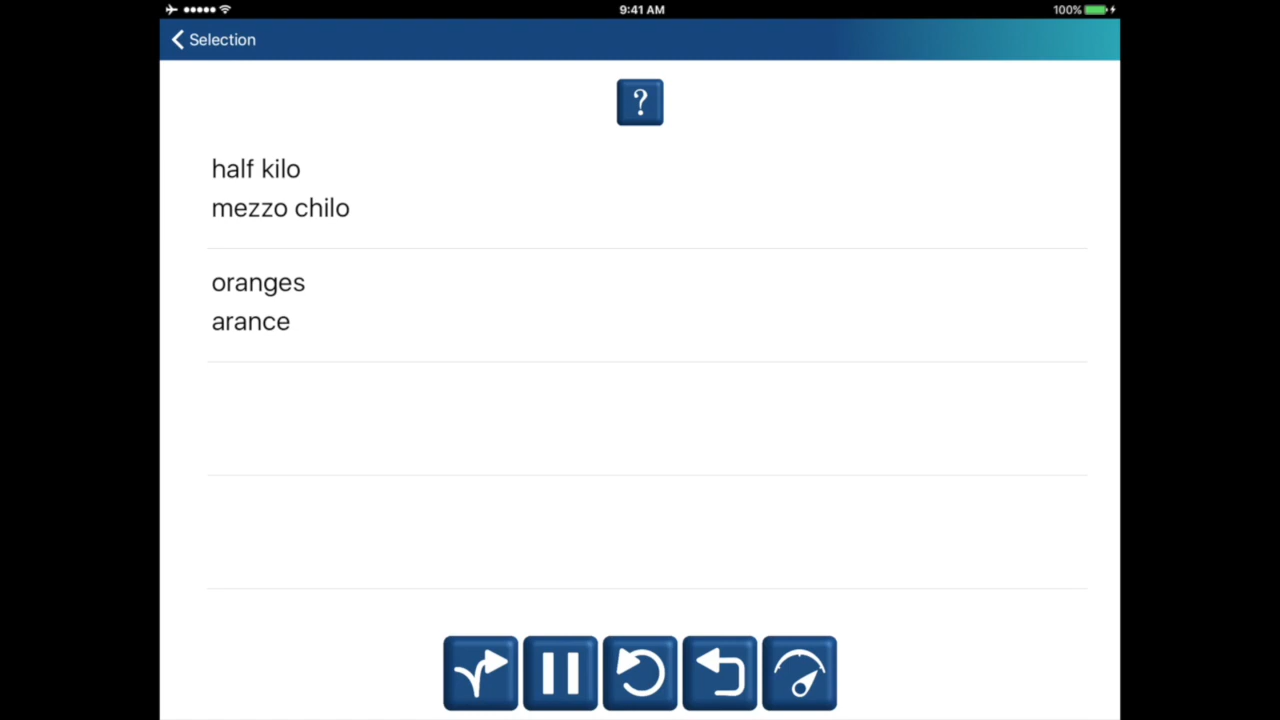 9:41 AM
100%
Selection
?
half kilo
mezzo chilo
oranges
arance